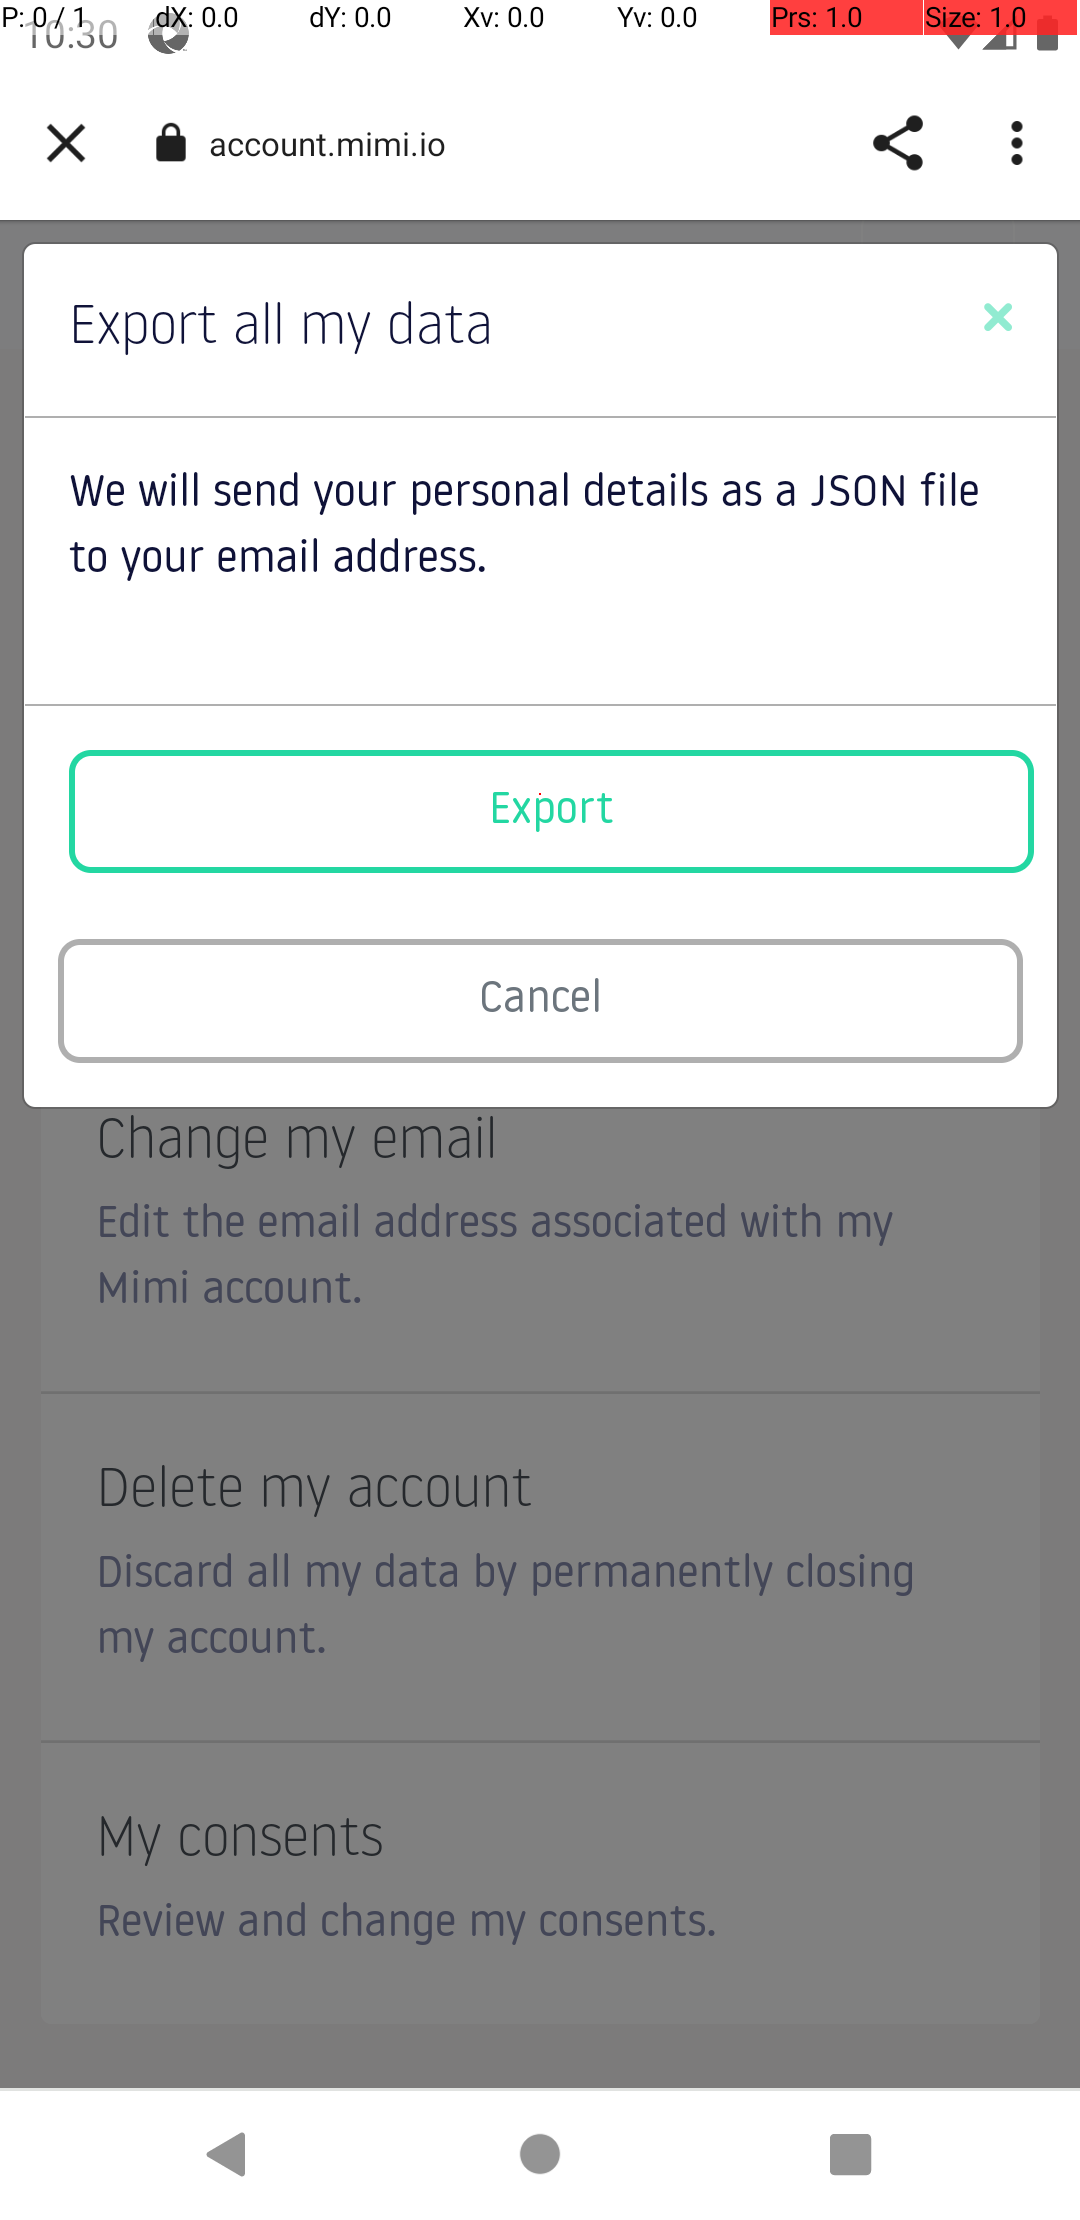 P: 0 / 1 dX: 0.0 dY: 0.0 Xv: 0.0 Yv: 0.0 Prs: 1.0 Size: 1.0
10:30
account.mimi.io
Export all my data
We will send your personal details as a JSON file
to your email address.
Export
Cancel
Change my email
Edit the email address associated with my
Mimi account.
Delete my account
Discard all my data by permanently closing
my account.
My consents
Review and change my consents.